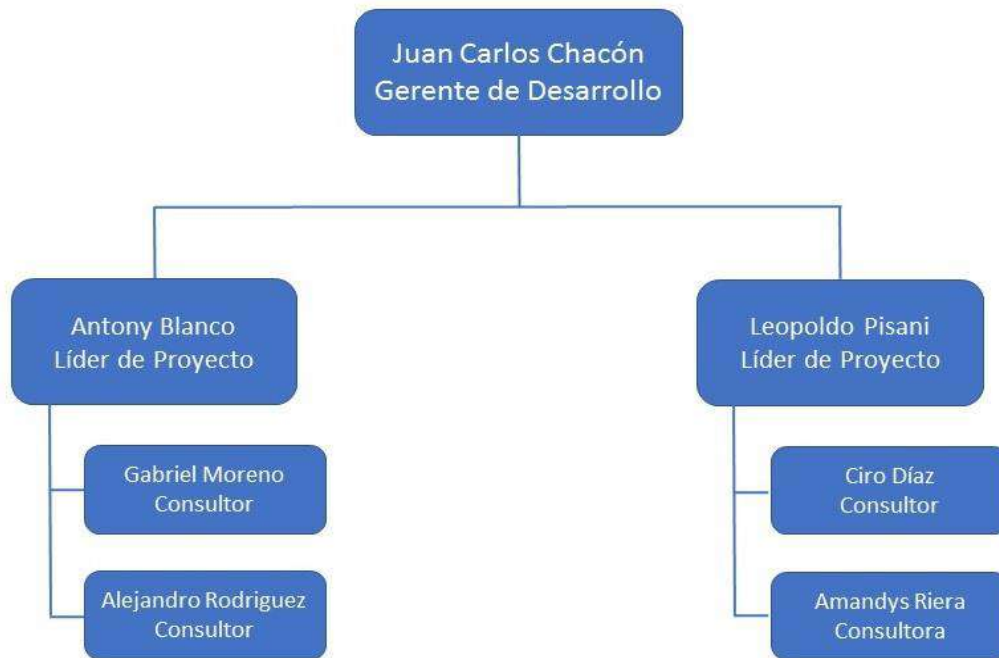 Juan Carlos Chacón
Gerente de Desarrollo
Antony Blanco
Líder de Proyecto
Leopoldo Pisani
Líder de Proyecto
Gabriel Moreno
Consultor
Ciro Díaz
Consultor
Alejandro Rodriguez
Consultor
Amandys Riera
Consultora